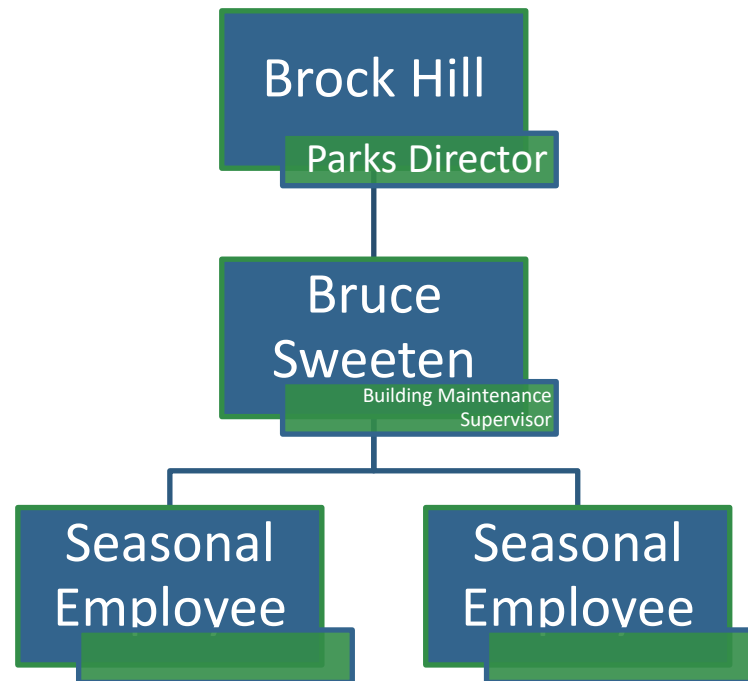 Brock Hill
Parks Director
Bruce
Sweeten
Building Maintenance
Supervisor
Seasonal
Employee
Seasonal
Employee